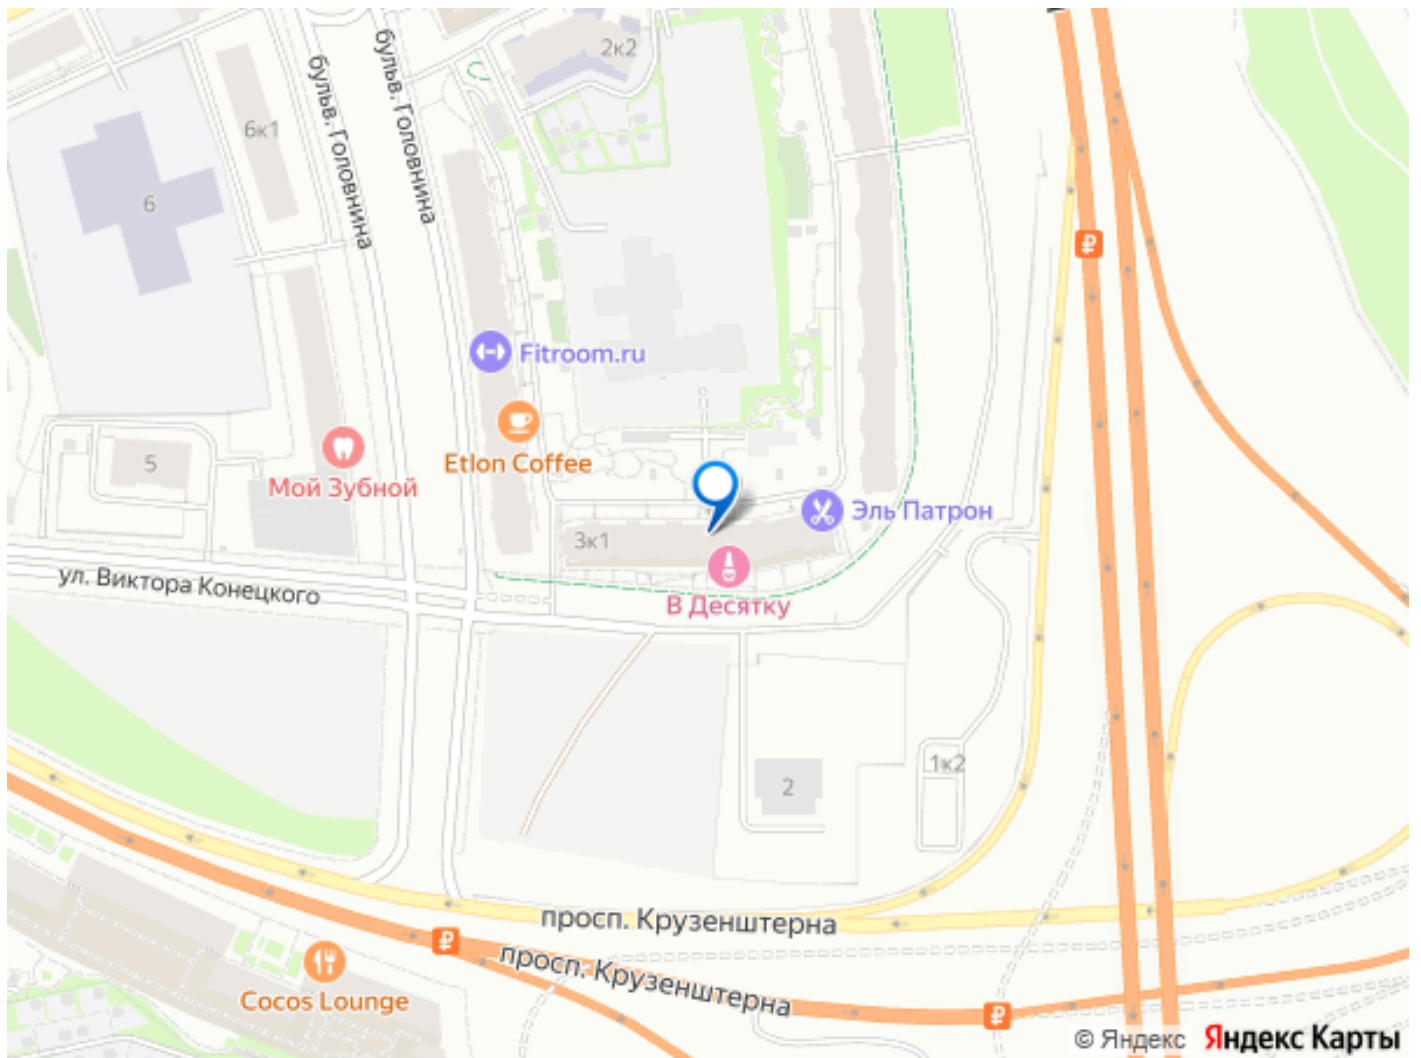 2к2
бульв. Головнина
бульв. Головнина
6к1
6
₽
Fitroom.ru
Etlon Coffee
5
Мой Зубной
Эль Патрон
3к1
ул. Виктора Конецкого
В Десятку
1к2
2
просп. Крузенштерна
₽
просп. Крузенштерна
Cocos Lounge
₽
© Яндекс Яндекс Карты